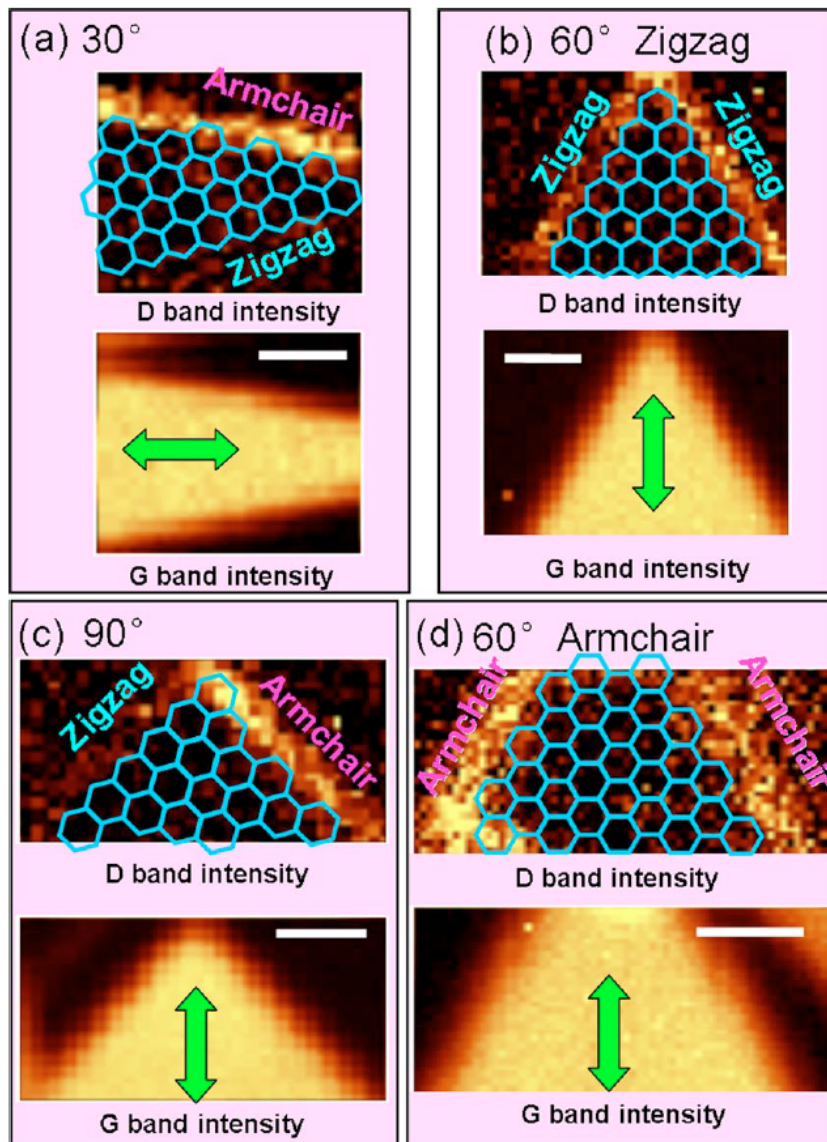 (a) 30°
Armchair
Zigzag
D band intensity
G band intensity
(b) 60° Zigzag
Zigzag
Zigzag
D band intensity
G band intensity
(c) 90°
Zigzag
Armchair
D band intensity
G band intensity
(d) 60° Armchair
Armchair
Armchair
D band intensity
G band intensity